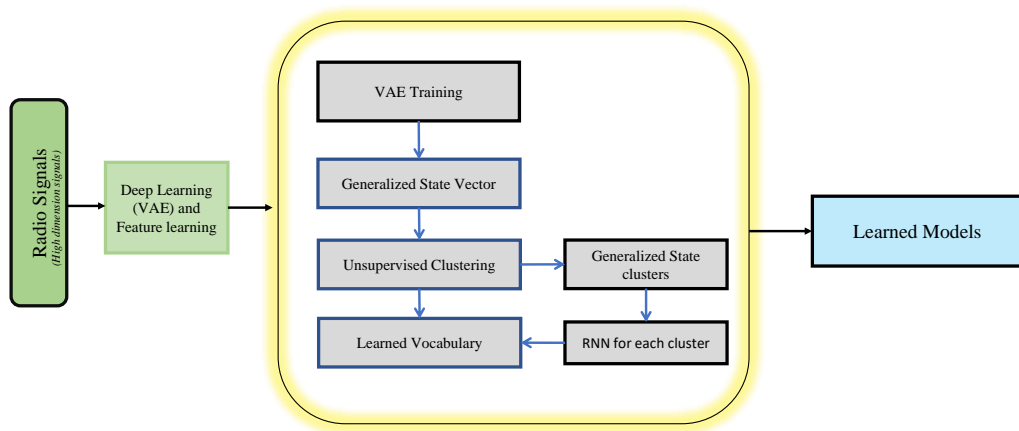 Radio Signals
(High dimension signals)
Deep Learning
(VAE) and
Feature learning
VAE Training
Generalized State Vector
Unsupervised Clustering
Generalized State
clusters
Learned Vocabulary
RNN for each cluster
Learned Models